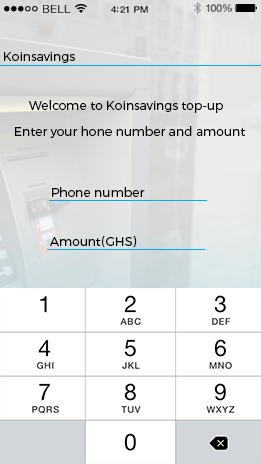 BELL 4:21 PM 100%
Koinsavings
Welcome to Koinsavings top-up
Enter your hone number and amount
Phone number
Amount(GHS)
1 2 3
ABC DEF
4 5 6
GHI JKL MNO
7 8 9
PQRS TUV WXYZ
0